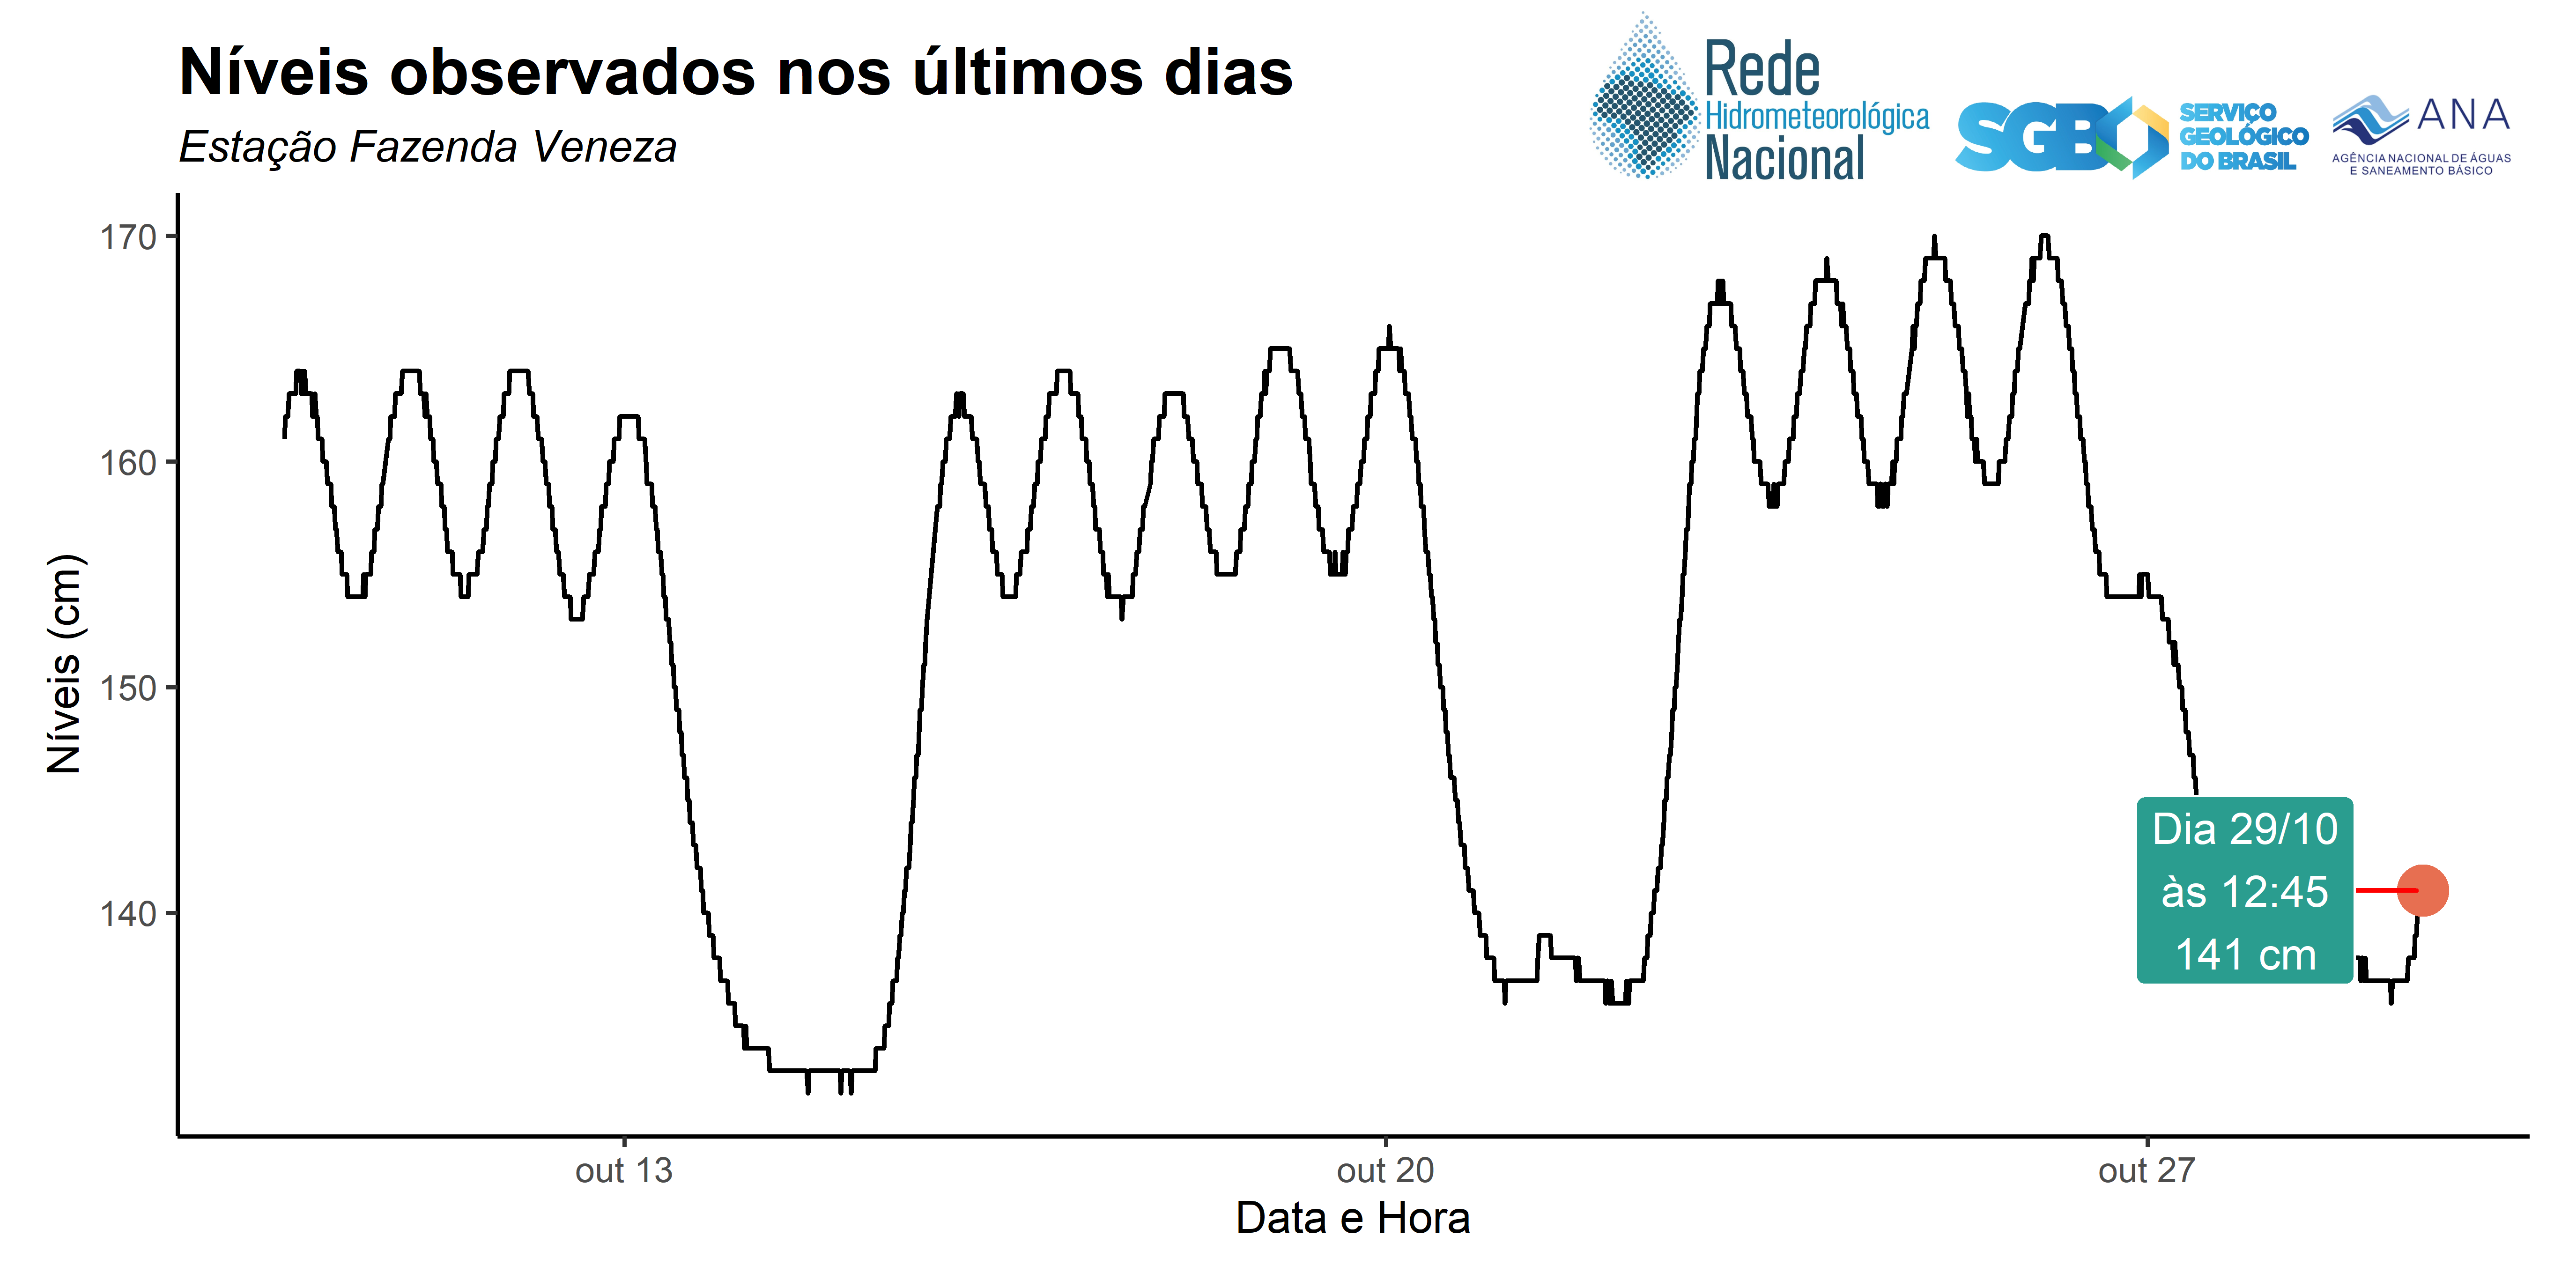 Níveis observados nos últimos dias
Estação Fazenda Veneza
Rede
Hidrometeorológica
Nacional
SGB
SERVIÇO
GEOLÓGICO
DO BRASIL
ANA
AGÊNCIA NACIONAL DE ÁGUAS
E SANEAMENTO BÁSICO
Níveis (cm)
170
160
150
140
Dia 29/10
às 12:45
141 cm
out 13
out 20
out 27
Data e Hora